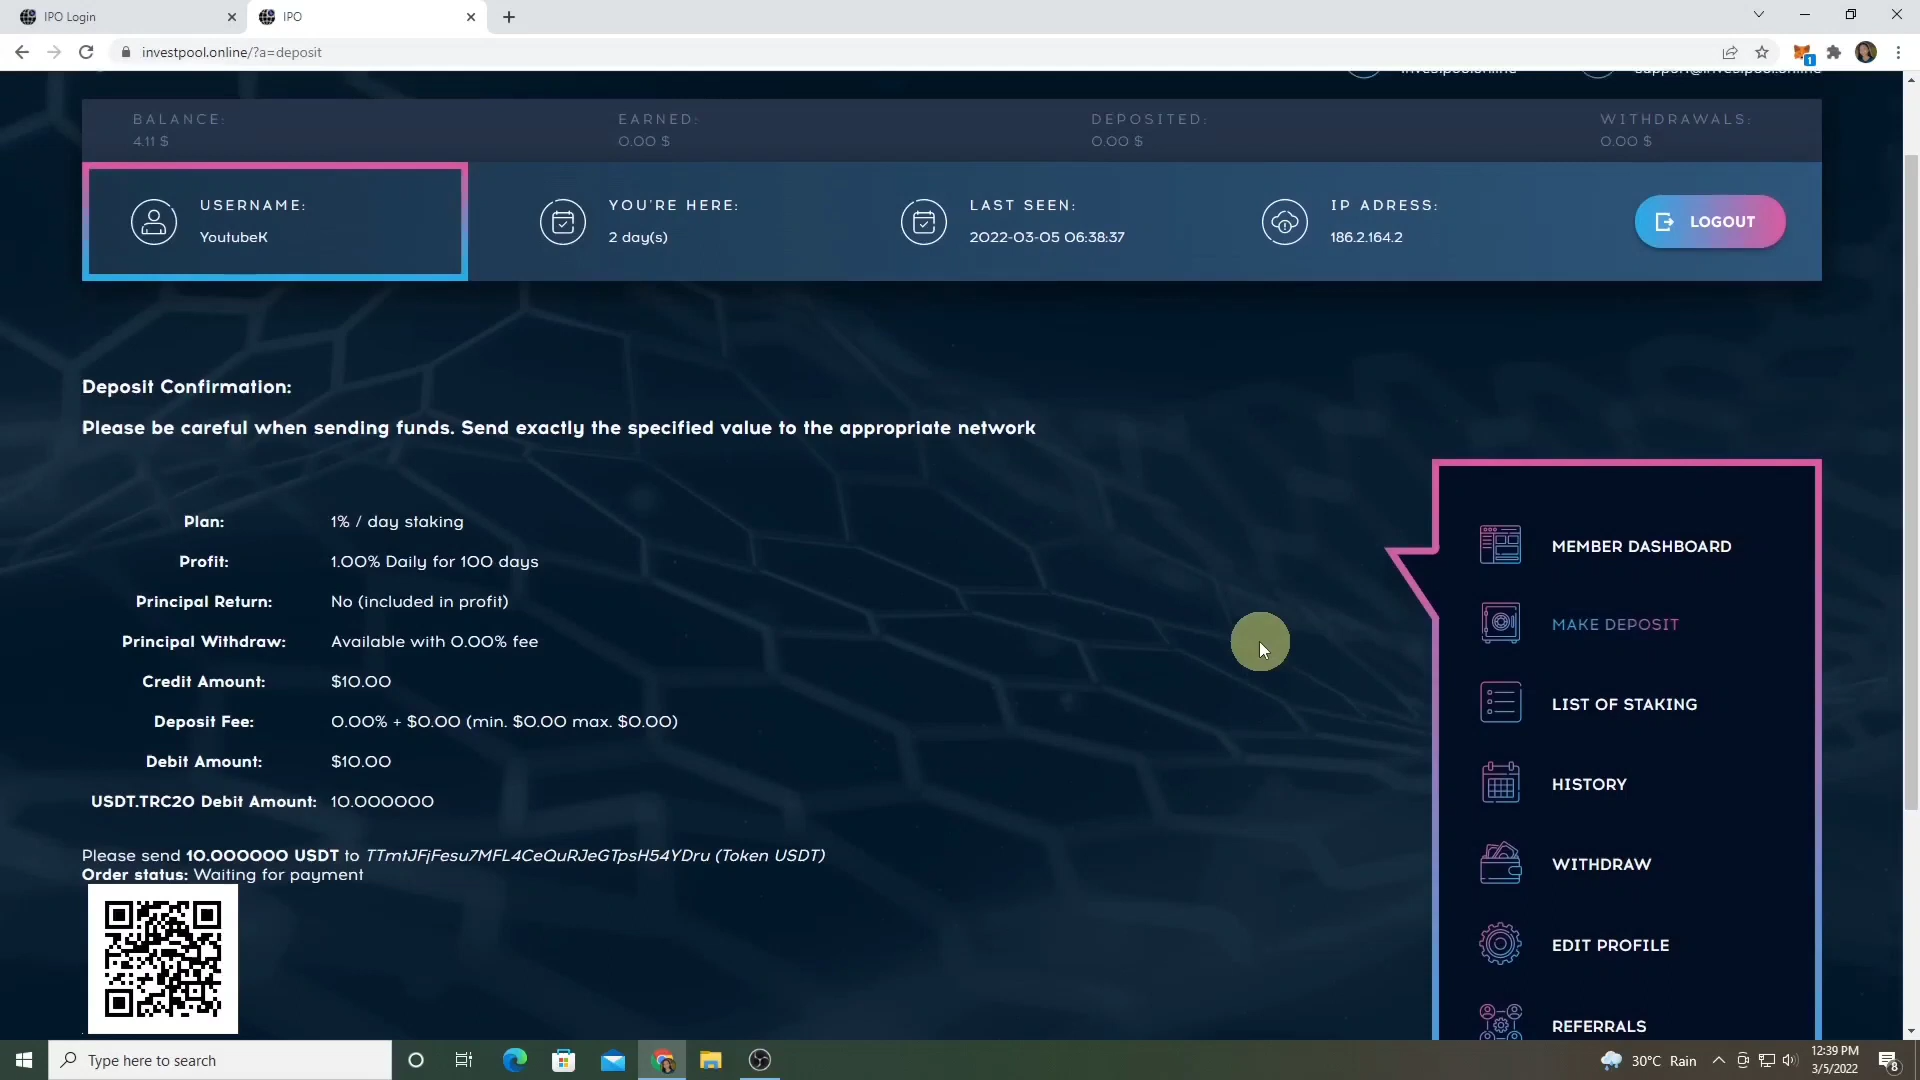 IPO Login
IPO
investpool.online/?a=deposit
investpool.online
support@investpool.online
BALANCE:
4.11 $
EARNED:
0.00 $
DEPOSITED:
0.00 $
WITHDRAWALS:
0.00 $
USERNAME:
YoutubeK
YOU'RE HERE:
2 day(s)
LAST SEEN:
2022-03-05 06:38:37
IP ADRESS:
186.2.164.2
LOGOUT
Deposit Confirmation:
Please be careful when sending funds. Send exactly the specified value to the appropriate network
Plan: 1% / day staking
Profit: 1.00% Daily for 100 days
Principal Return: No (included in profit)
Principal Withdraw: Available with 0.00% fee
Credit Amount: $10.00
Deposit Fee: 0.00% + $0.00 (min. $0.00 max. $0.00)
Debit Amount: $10.00
USDT.TRC20 Debit Amount: 10.000000
Please send 10.000000 USDT to TTmtJFjFesu7MFL4CeQuRJeGTpsH54YDru (Token USDT)
Order status: Waiting for payment
MEMBER DASHBOARD
MAKE DEPOSIT
LIST OF STAKING
HISTORY
WITHDRAW
EDIT PROFILE
REFERRALS
1
Type here to search
30°C Rain
12:39 PM
3/5/2022
8